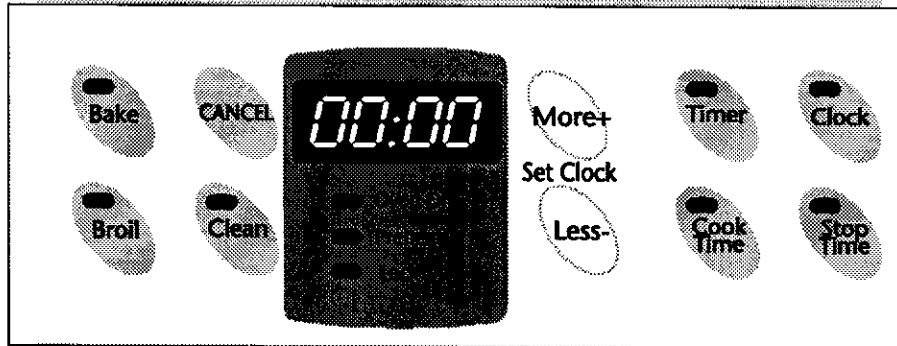 Bake
CANCEL
00:00
More+
Timer
Clock
Set Clock
Broil
Clean
Less-
Cook
Time
Stop
Time